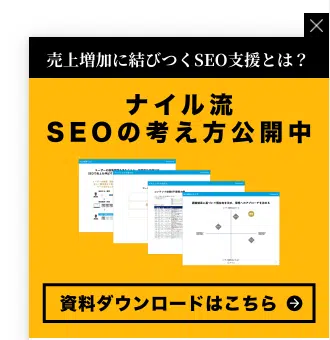 売上増加に結びつくSEO支援とは？
ナイル流
SEOの考え方公開中
資料ダウンロードはこちら